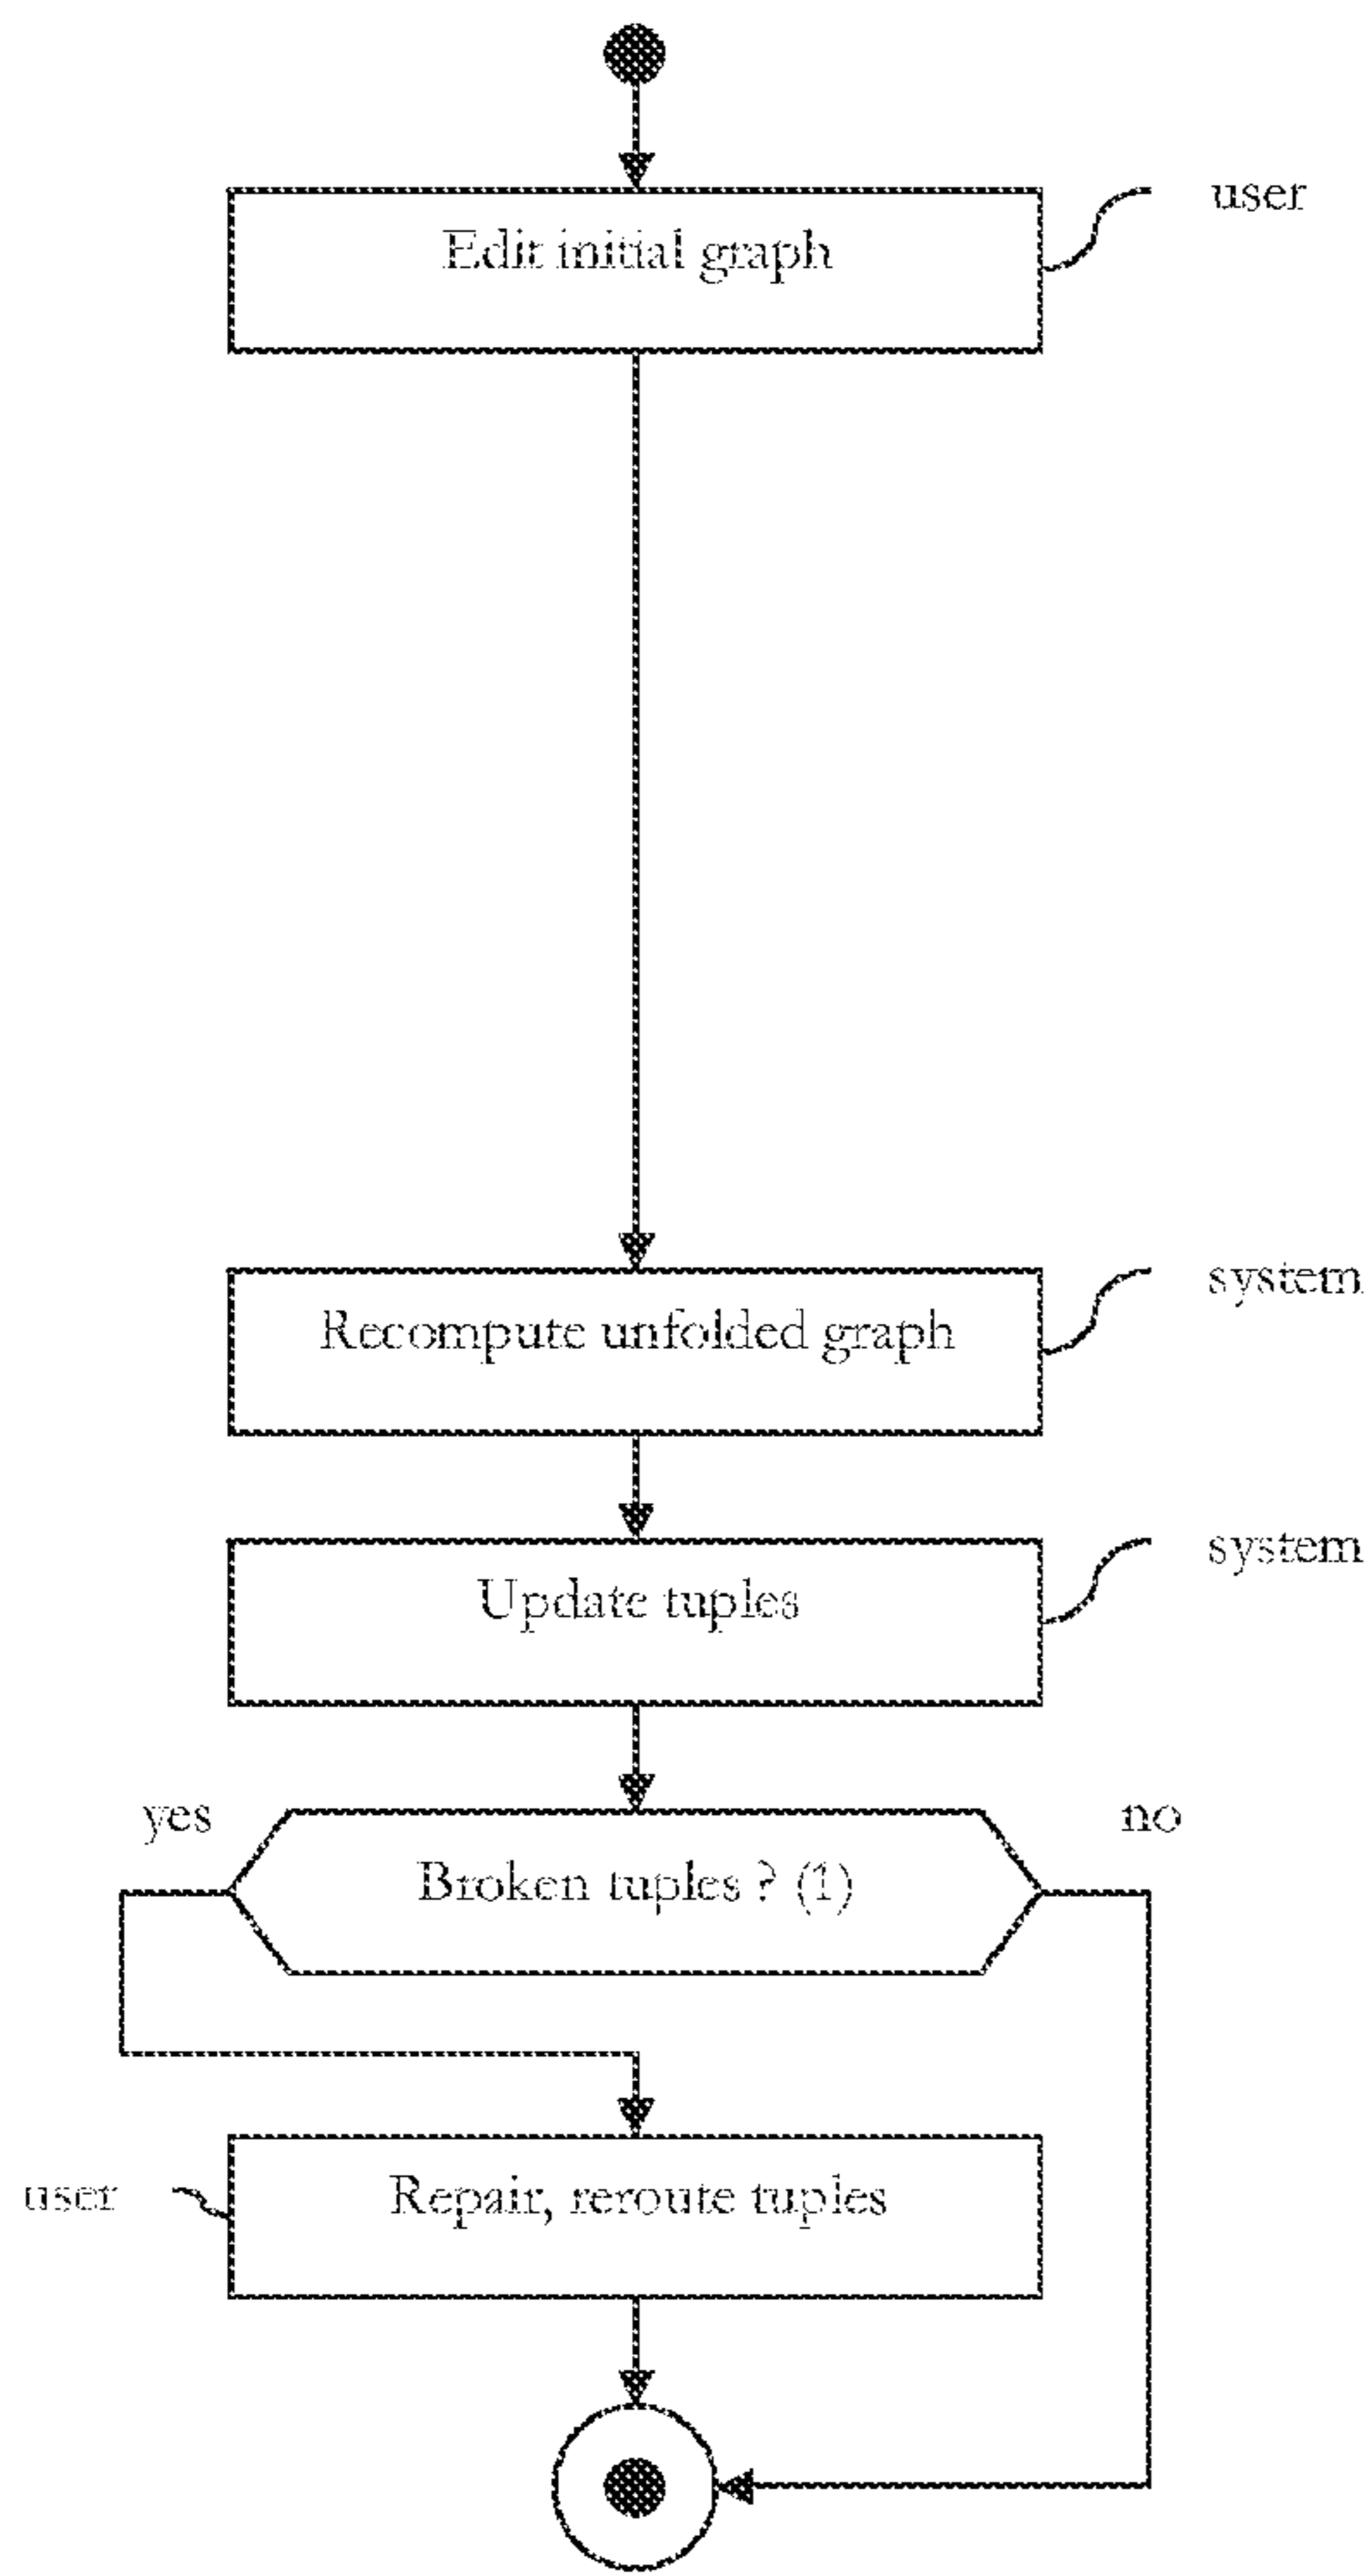 user
Edit initial graph
system
Recompute unfolded graph
system
Update tuples
yes
no
Broken tuples ? (1)
user
Repair, reroute tuples